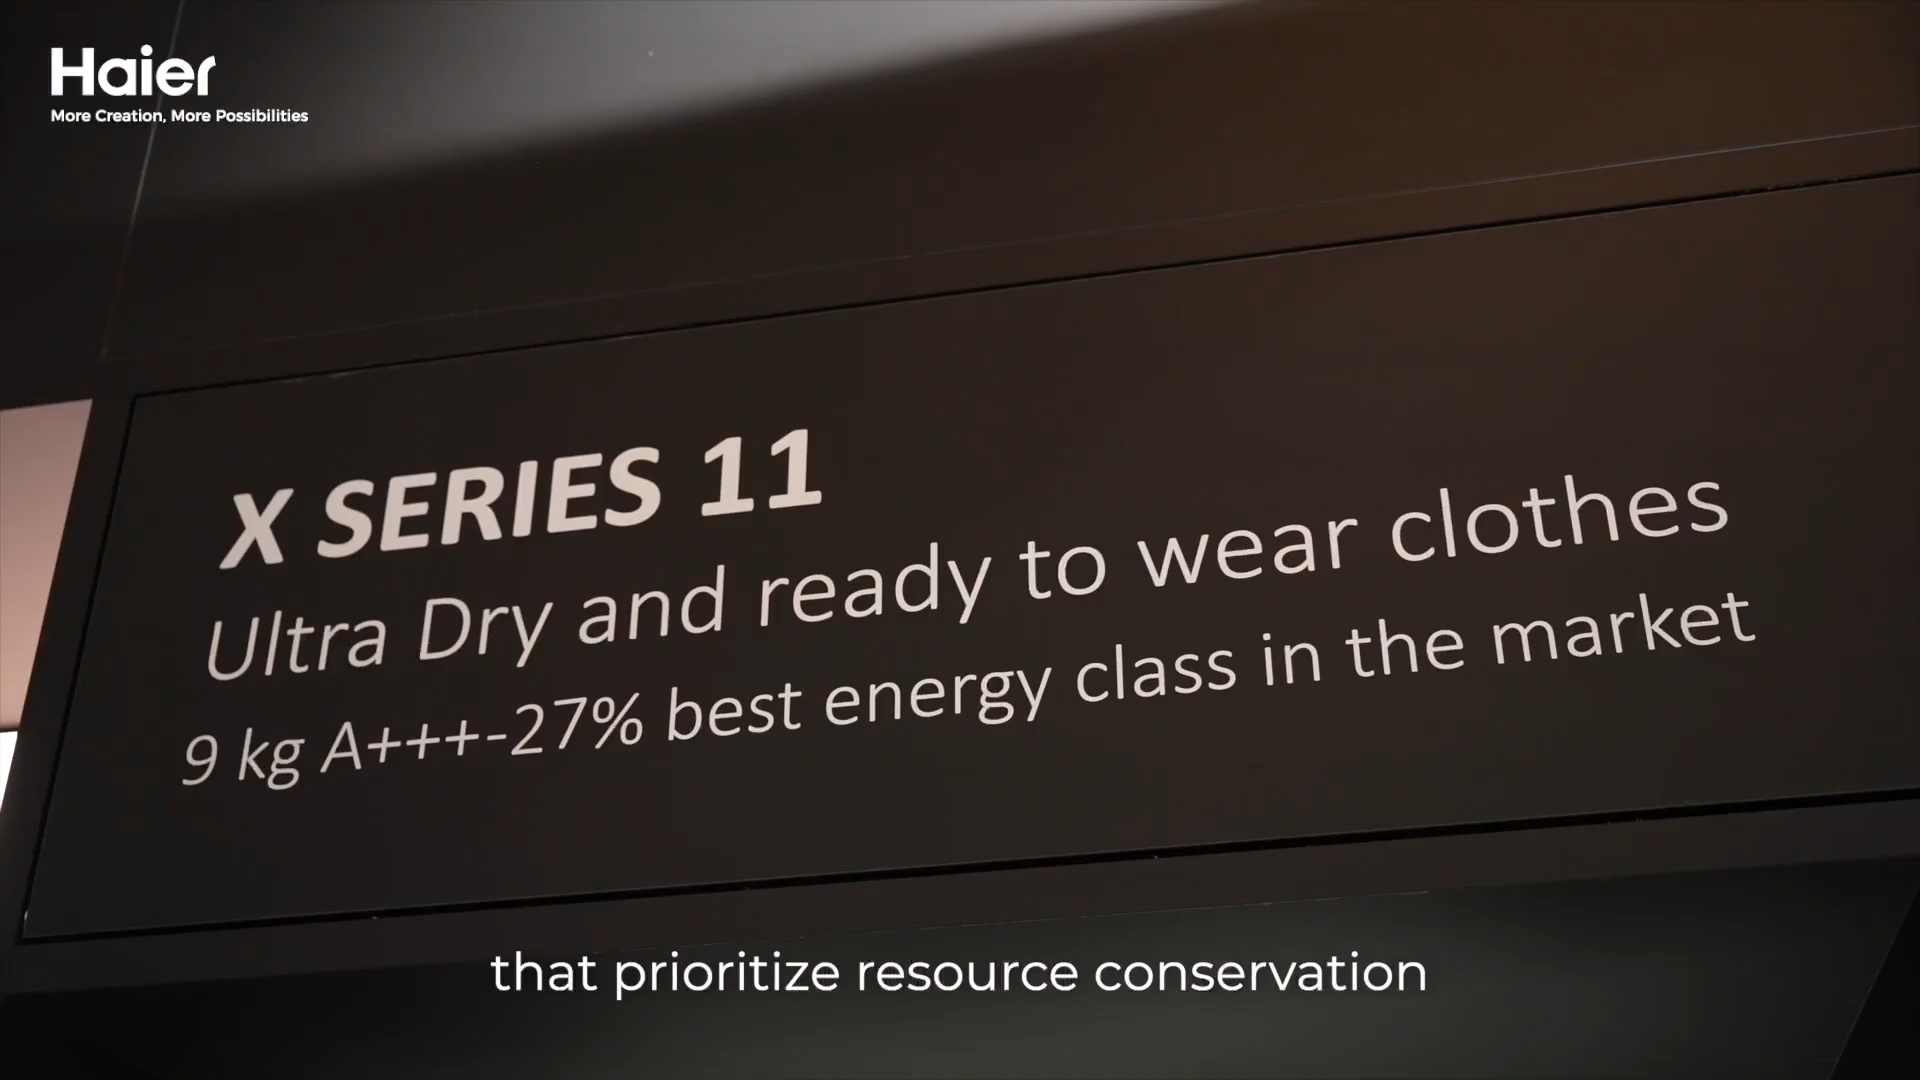 Haier
More Creation, More Possibilities
X SERIES 11
Ultra Dry and ready to wear clothes
9 kg A+++-27% best energy class in the market
that prioritize resource conservation